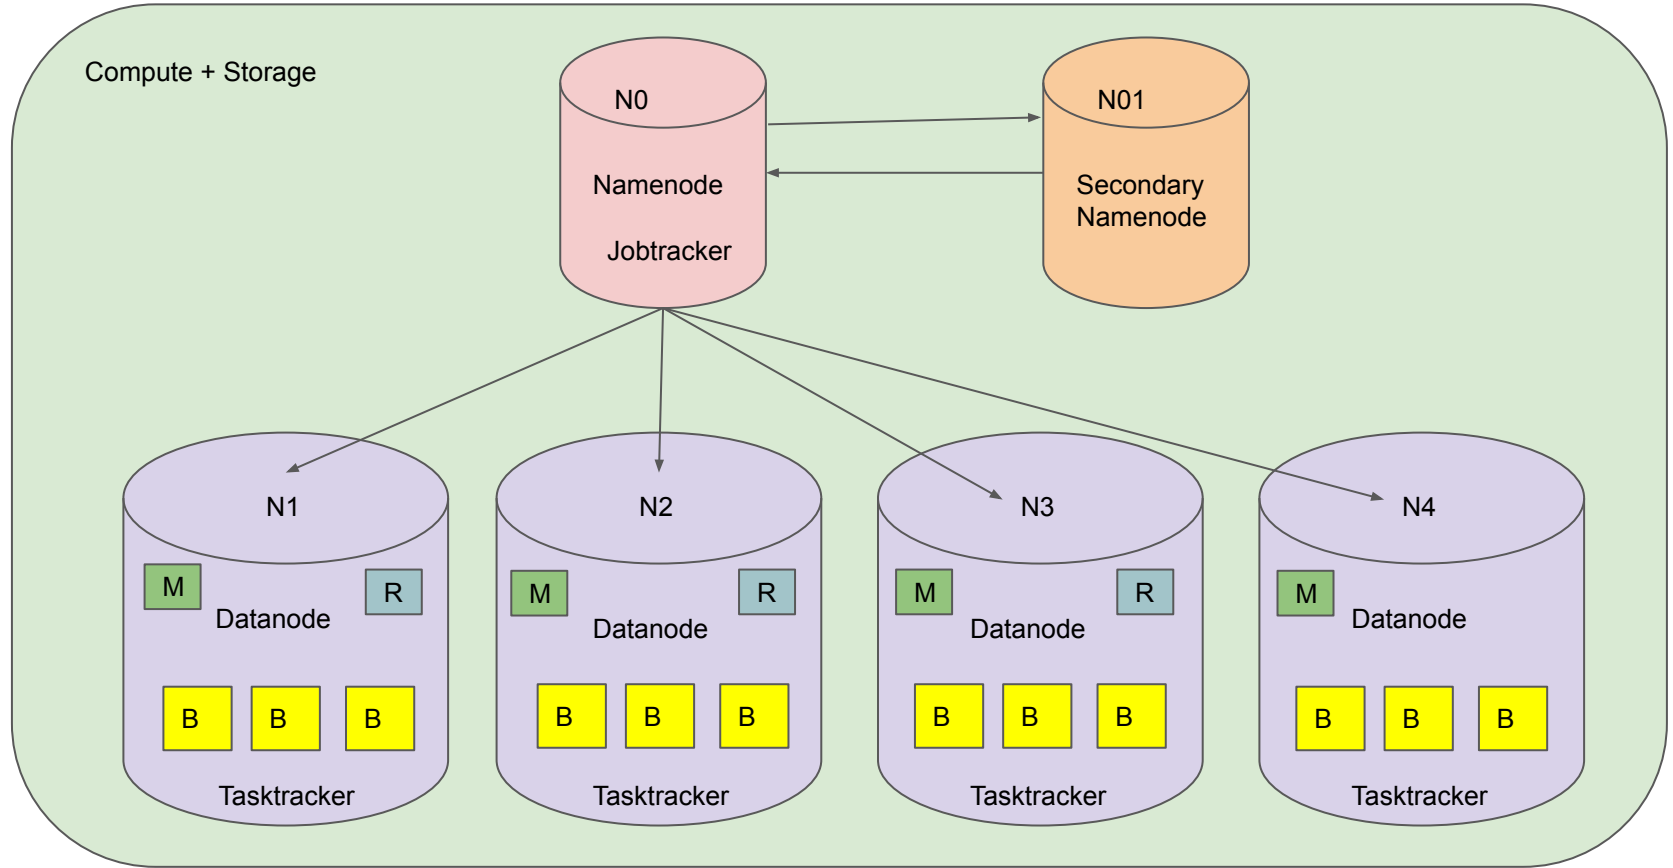 Compute + Storage
N0
Namenode
Jobtracker
N01
Secondary
Namenode
N1
M
R
Datanode
B B B
Tasktracker
N2
M
R
Datanode
B B B
Tasktracker
N3
M
R
Datanode
B B B
Tasktracker
N4
M
Datanode
B B B
Tasktracker